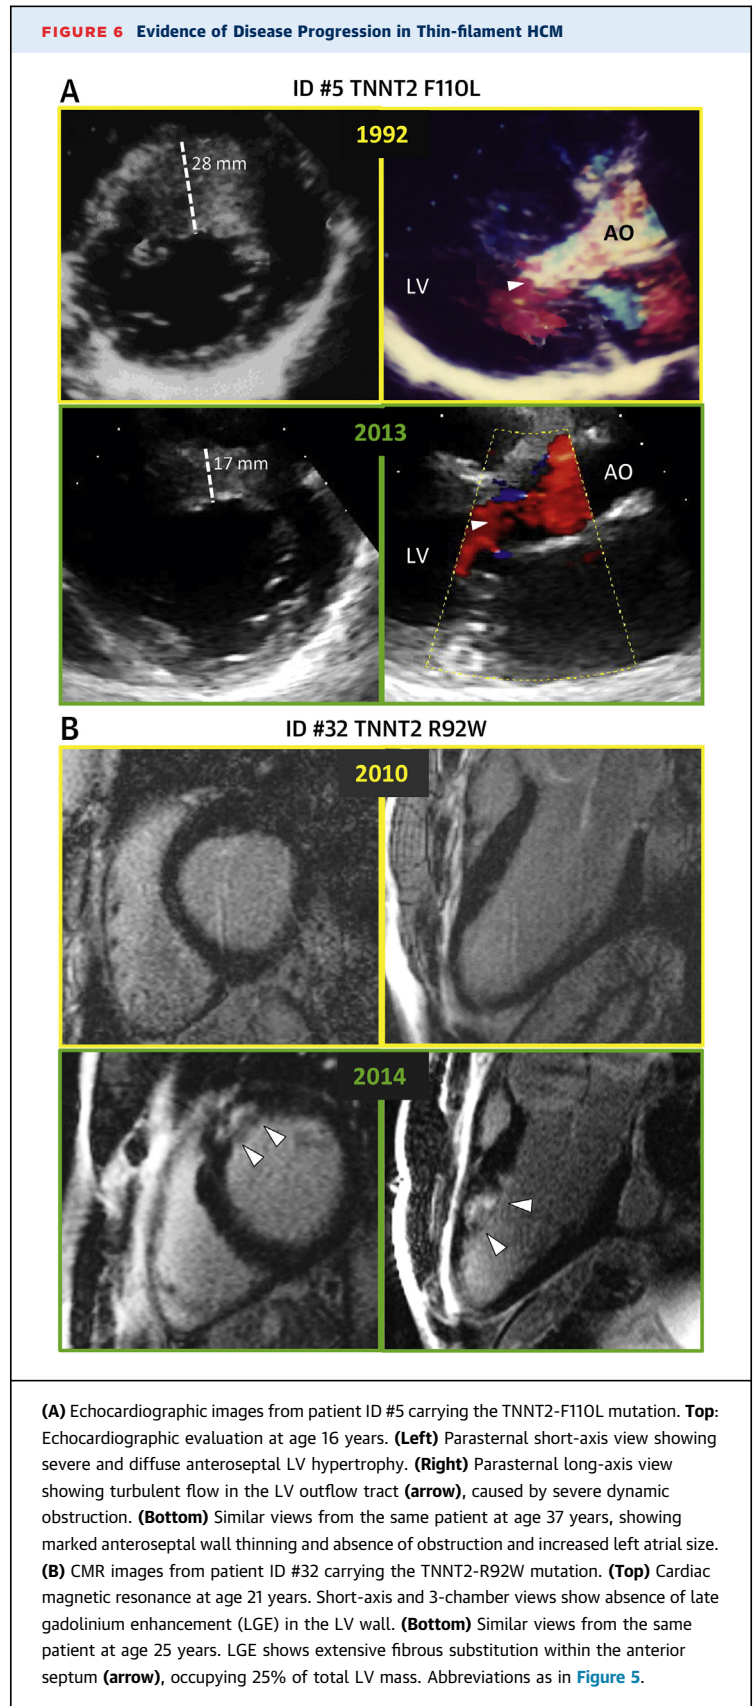 FIGURE 6 Evidence of Disease Progression in Thin-filament HCM
A
ID #5 TNNT2 F110L
1992
28 mm
AO
LV
2013
17 mm
AO
LV
B
ID #32 TNNT2 R92W
2010
2014
(A) Echocardiographic images from patient ID #5 carrying the TNNT2-F110L mutation. Top:
Echocardiographic evaluation at age 16 years. (Left) Parasternal short-axis view showing
severe and diffuse anteroseptal LV hypertrophy. (Right) Parasternal long-axis view
showing turbulent flow in the LV outflow tract (arrow), caused by severe dynamic
obstruction. (Bottom) Similar views from the same patient at age 37 years, showing
marked anteroseptal wall thinning and absence of obstruction and increased left atrial size.
(B) CMR images from patient ID #32 carrying the TNNT2-R92W mutation. (Top) Cardiac
magnetic resonance at age 21 years. Short-axis and 3-chamber views show absence of late
gadolinium enhancement (LGE) in the LV wall. (Bottom) Similar views from the same
patient at age 25 years. LGE shows extensive fibrous substitution within the anterior
septum (arrow), occupying 25% of total LV mass. Abbreviations as in Figure 5.